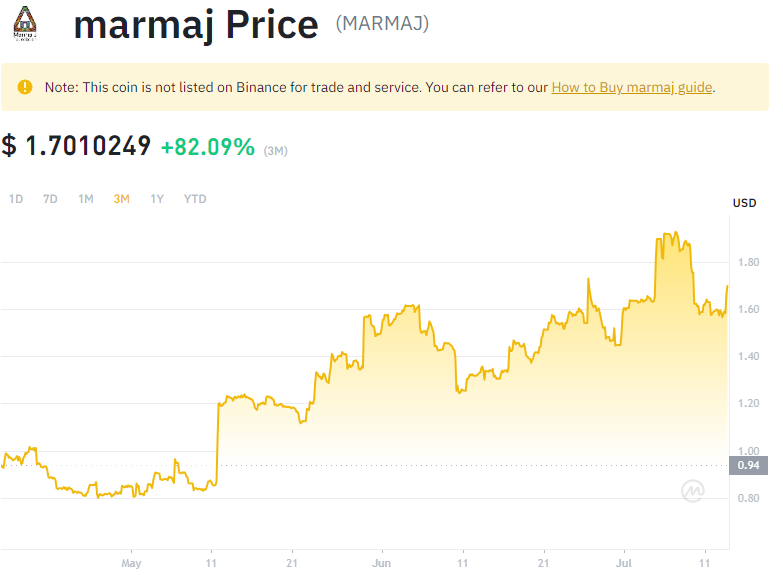 marmaj Price (MARMAJ)
Note: This coin is not listed on Binance for trade and service. You can refer to our How to Buy marmaj guide.
$ 1.7010249 +82.09% (3M)
1D 7D 1M 3M 1Y YTD
USD
1.80
1.60
1.40
1.20
1.00
0.94
0.80
May 11 21 Jun 11 21 Jul 11